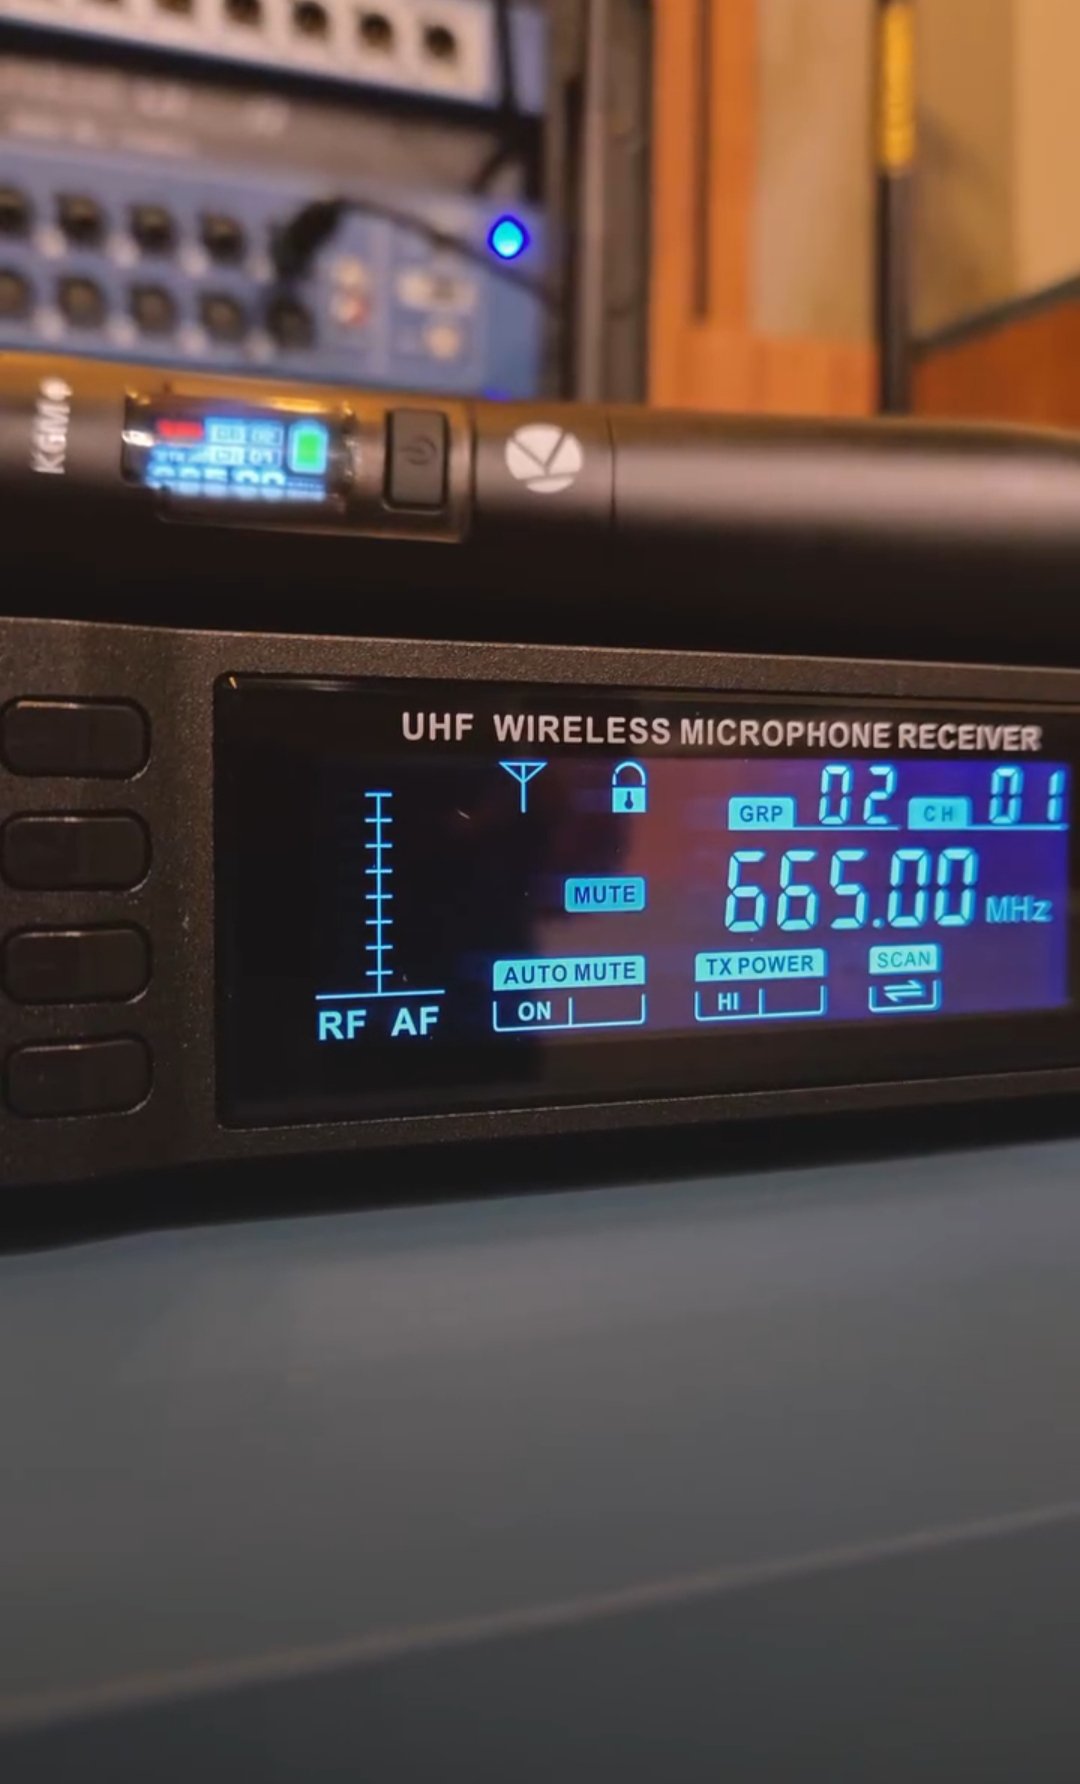 KGM
UHF WIRELESS MICROPHONE RECEIVER
GRP 02 CH 01
MUTE
665.00 MHz
AUTO MUTE TX POWER SCAN
ON HI
RF AF